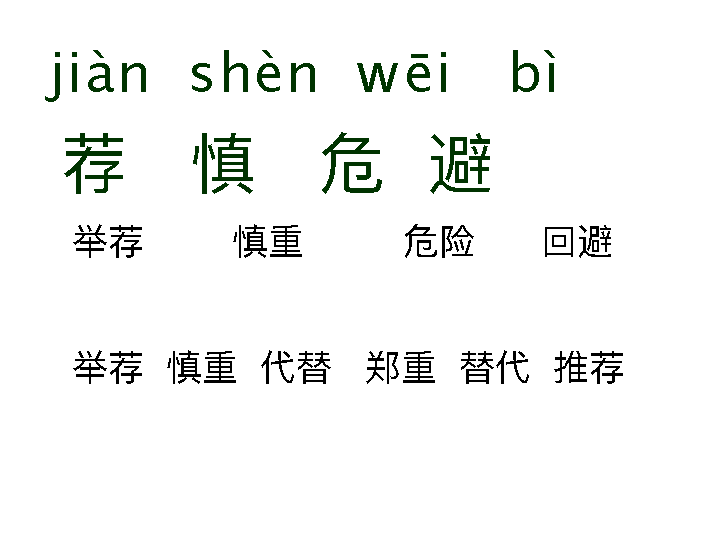 jiàn shèn wēi bì
荐 慎 危 避
举荐 慎重 危险 回避
举荐 慎重 代替 郑重 替代 推荐